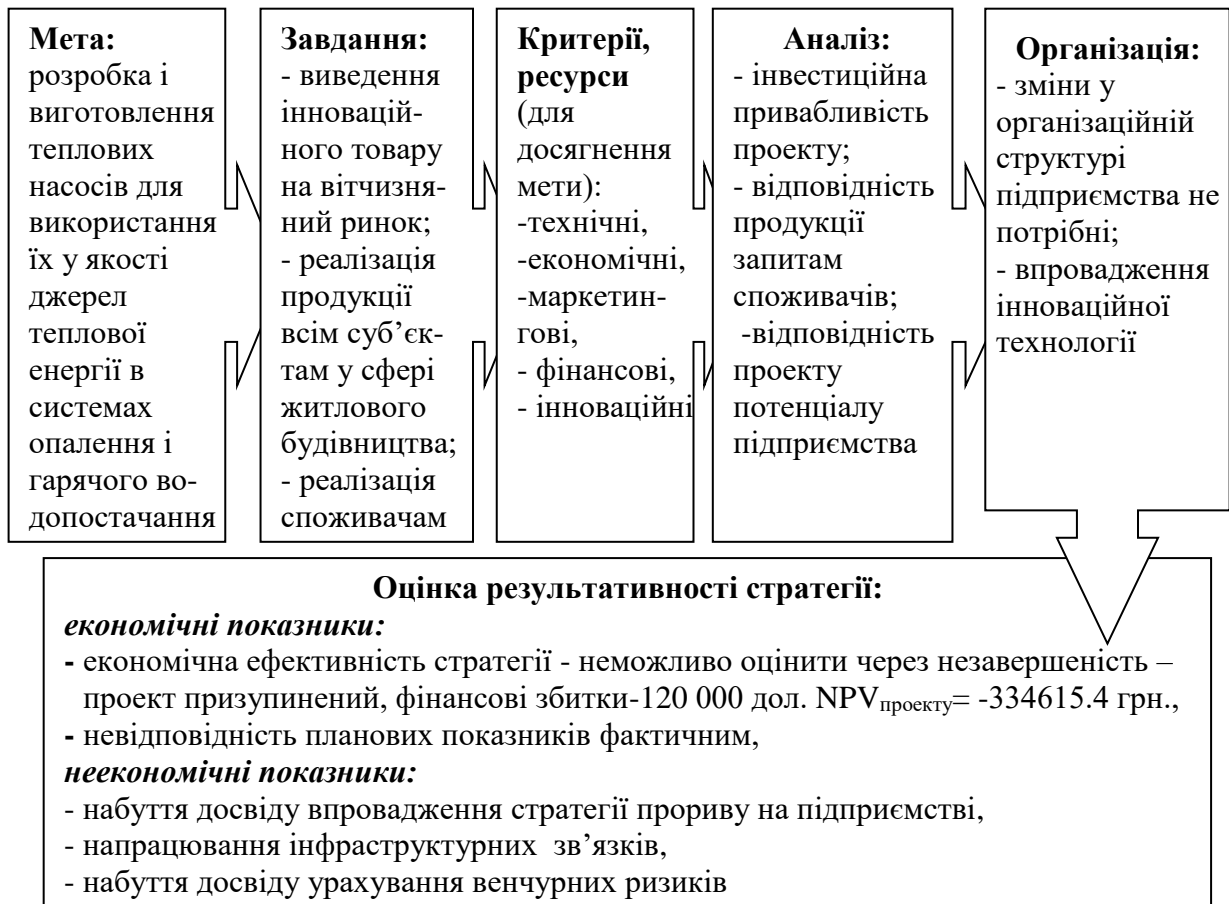 Мета:
розробка і
виготовлення
теплових
насосів для
використання
їх у якості
джерел
теплової
енергії в
системах
опалення і
гарячого во-
допостачання
Завдання:
- виведення
інновацій-
ного товару
на вітчизня-
ний ринок;
- реалізація
продукції
всім суб’єк-
там у сфері
житлового
будівництва;
- реалізація
споживачам
Критерії,
ресурси
(для
досягнення
мети):
-технічні,
-економічні,
-маркетин-
гові,
- фінансові,
- інноваційні
Аналіз:
- інвестиційна
привабливість
проекту;
- відповідність
продукції
запитам
споживачів;
-відповідність
проекту
потенціалу
підприємства
Організація:
- зміни у
організаційній
структурі
підприємства не
потрібні;
- впровадження
інноваційної
технології
Оцінка результативності стратегії:
економічні показники:
- економічна ефективність стратегії - неможливо оцінити через незавершеність –
проект призупинений, фінансові збитки-120 000 дол. NPVпроекту= -334615.4 грн.,
- невідповідність планових показників фактичним,
неекономічні показники:
- набуття досвіду впровадження стратегії прориву на підприємстві,
- напрацювання інфраструктурних зв’язків,
- набуття досвіду урахування венчурних ризиків